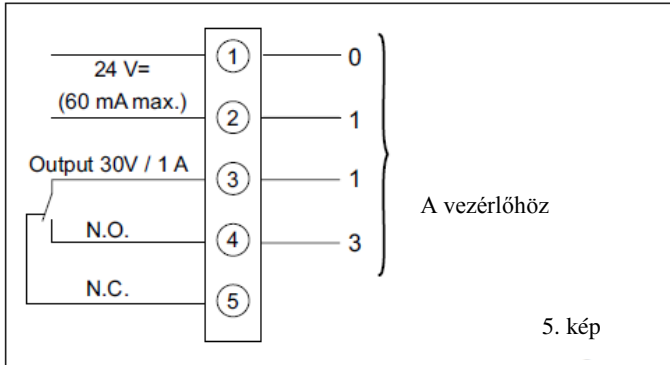 1 0
24 V=
(60 mA max.)
2 1
Output 30V / 1 A
3 1
A vezérlőhöz
N.O.
4 3
N.C.
5
5. kép